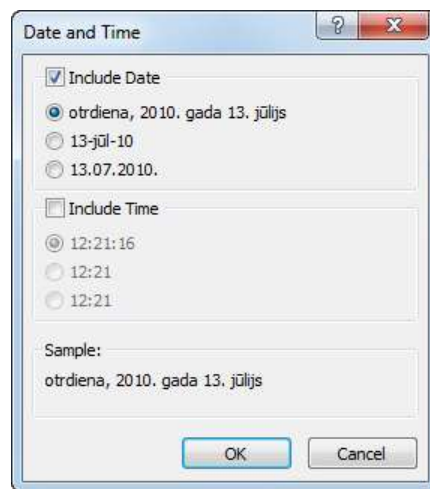 Date and Time
Include Date
otrdiena, 2010. gada 13. jūlijs
13-jūl-10
13.07.2010.
Include Time
12:21:16
12:21
12:21
Sample:
otrdiena, 2010. gada 13. jūlijs
OK
Cancel